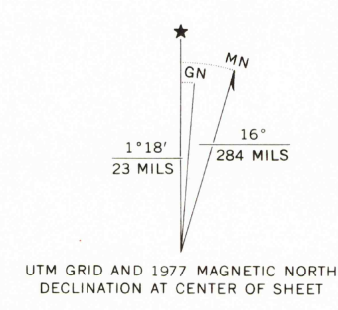 ★
MN
GN
1°18′
23 MILS
16°
284 MILS
UTM GRID AND 1977 MAGNETIC NORTH
DECLINATION AT CENTER OF SHEET